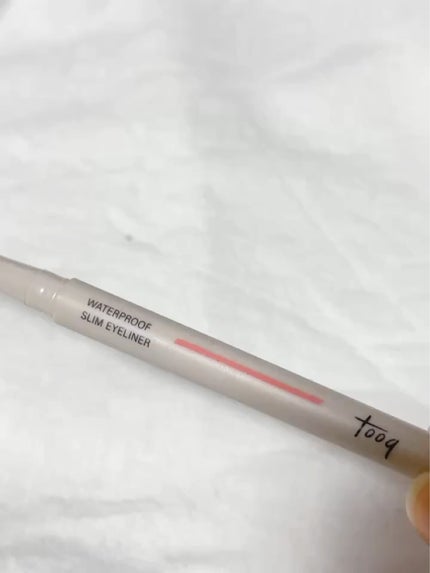 WATERPROOF
SLIM EYELINER
tooq